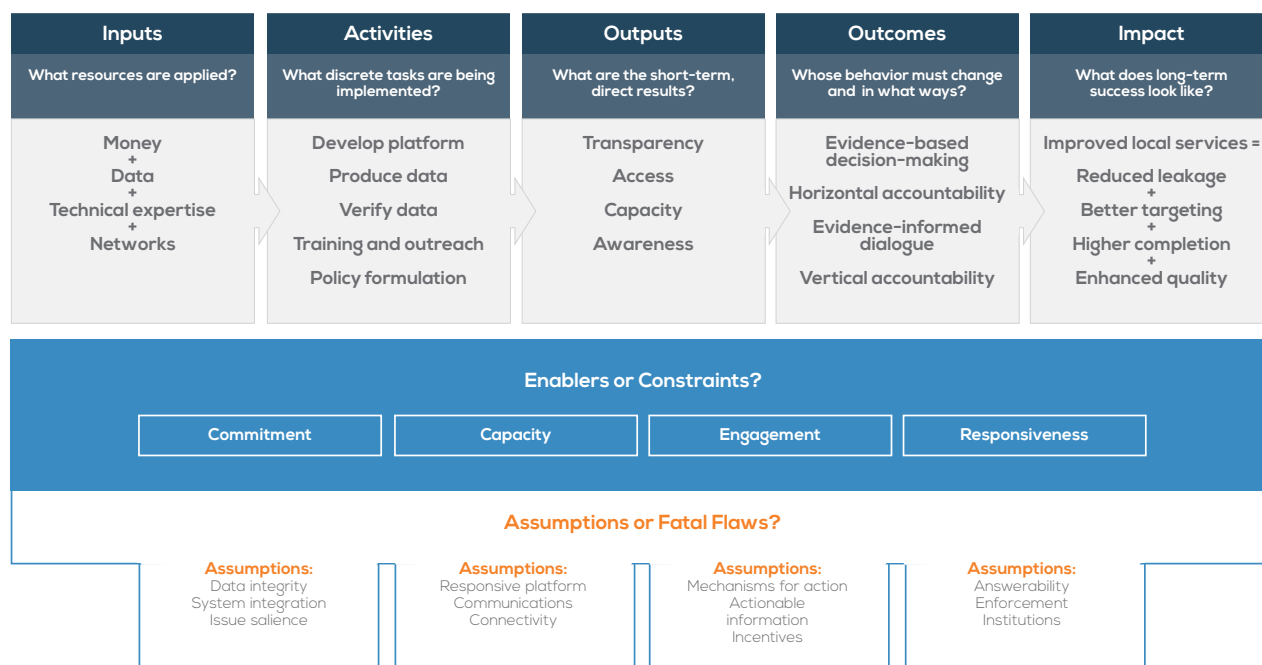 Inputs
What resources are applied?
Money
+
Data
+
Technical expertise
+
Networks
Activities
What discrete tasks are being
implemented?
Develop platform
Produce data
Verify data
Training and outreach
Policy formulation
Outputs
What are the short-term,
direct results?
Transparency
Access
Capacity
Awareness
Outcomes
Whose behavior must change
and in what ways?
Evidence-based
decision-making
Horizontal accountability
Evidence-informed
dialogue
Vertical accountability
Impact
What does long-term
success look like?
Improved local services =
Reduced leakage
+
Better targeting
+
Higher completion
+
Enhanced quality
Enablers or Constraints?
Commitment
Capacity
Engagement
Responsiveness
Assumptions or Fatal Flaws?
Assumptions:
Data integrity
System integration
Issue salience
Assumptions:
Responsive platform
Communications
Connectivity
Assumptions:
Mechanisms for action
Actionable
information
Incentives
Assumptions:
Answerability
Enforcement
Institutions